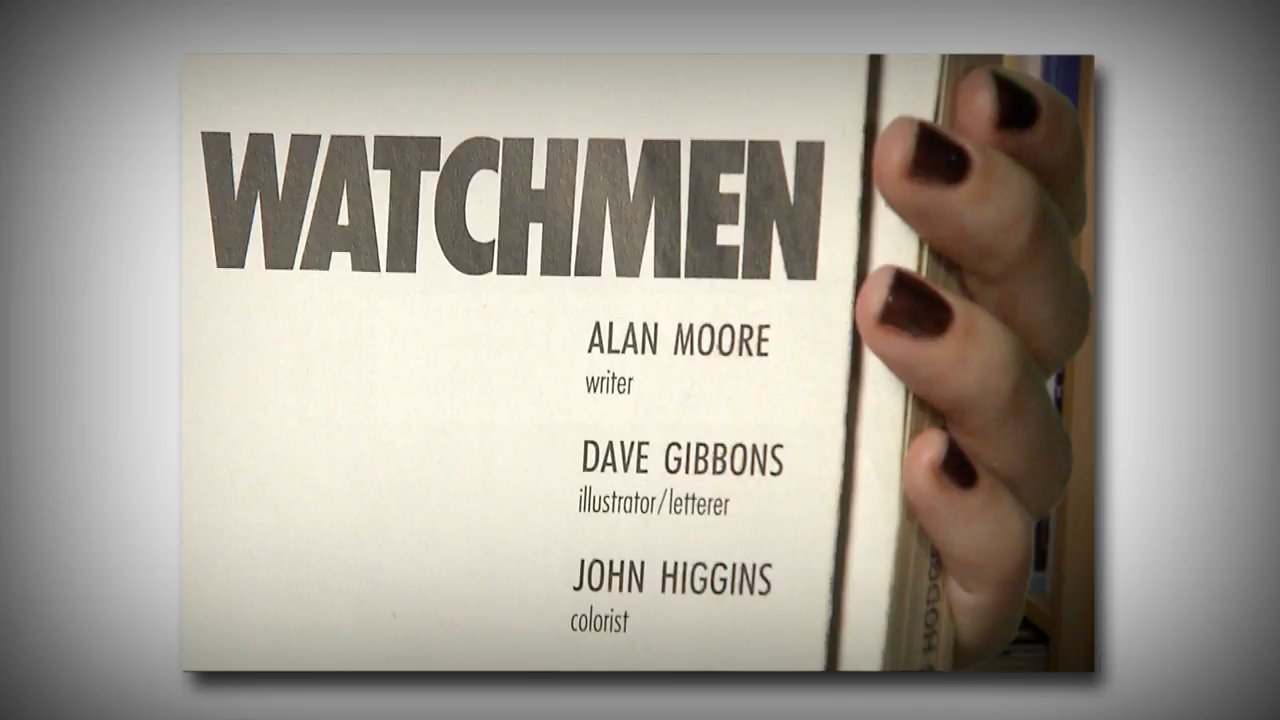 WATCHMEN
ALAN MOORE
writer
DAVE GIBBONS
illustrator/letterer
JOHN HIGGINS
colorist